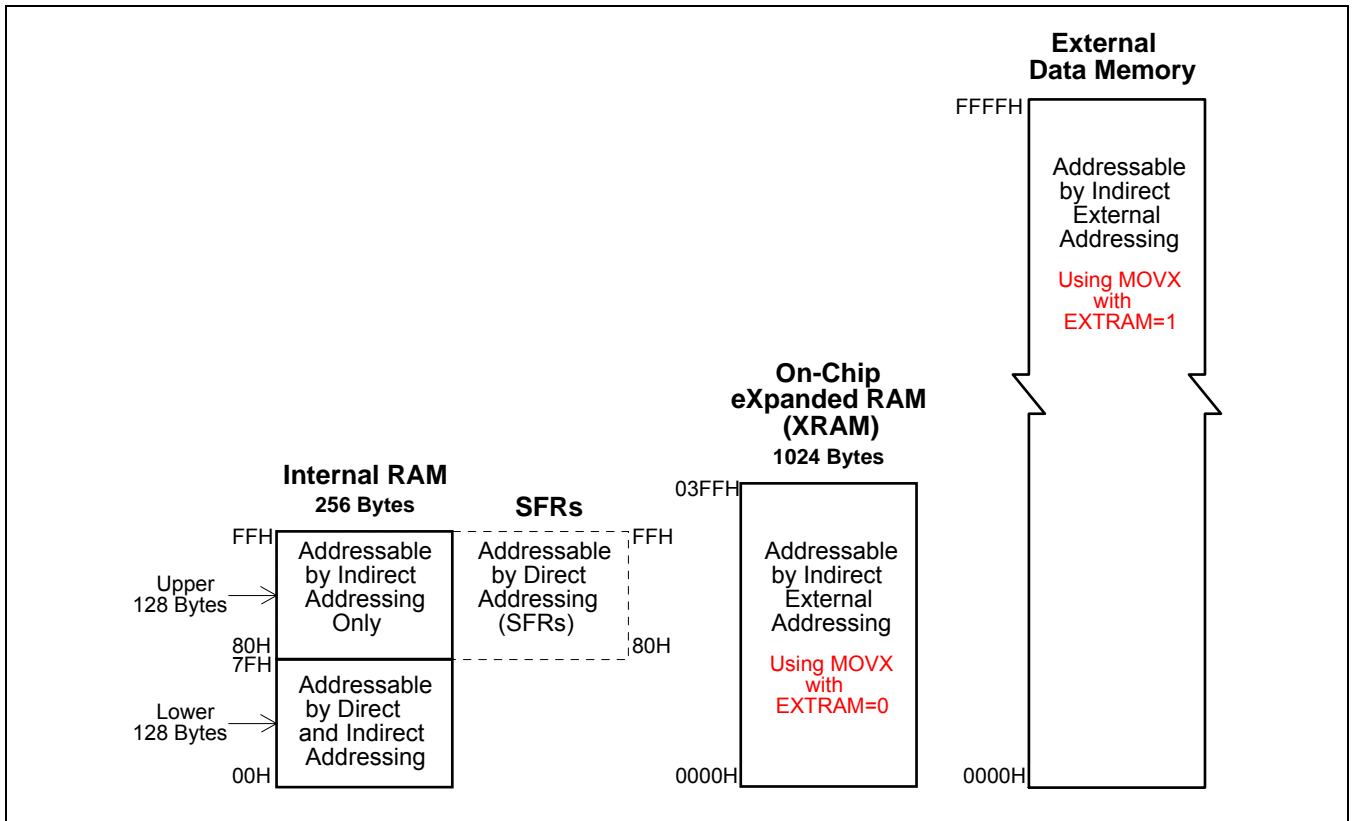 External
Data Memory
FFFFH
Addressable
by Indirect
External
Addressing
Using MOVX
with
EXTRAM=1
0000H
On-Chip
eXpanded RAM
(XRAM)
1024 Bytes
03FFH
Addressable
by Indirect
External
Addressing
Using MOVX
with
EXTRAM=0
0000H
Internal RAM
256 Bytes
FFH
Addressable
by Indirect
Addressing
Only
Upper
128 Bytes
80H
7FH
Addressable
by Direct
and Indirect
Addressing
Lower
128 Bytes
00H
SFRs
FFH
Addressable
by Direct
Addressing
(SFRs)
80H